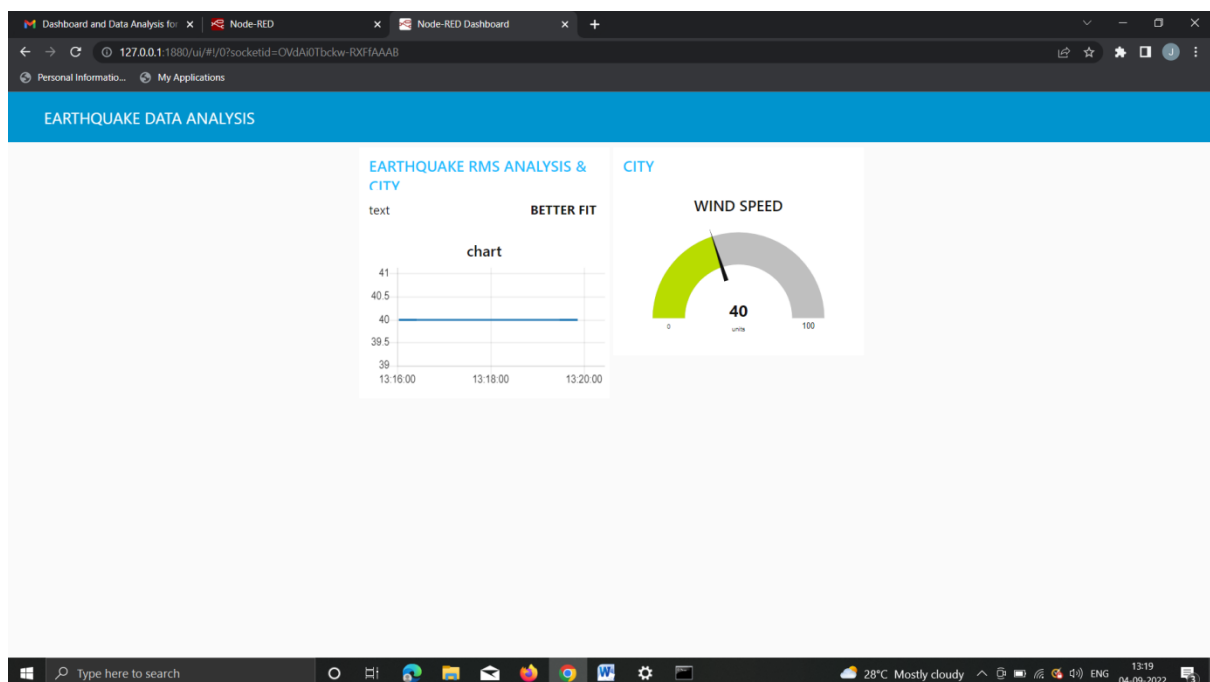 Dashboard and Data Analysis for
Node-RED
Node-RED Dashboard
127.0.0.1:1880/ui/#!/0?socketid=OVdAi0Tbckw-RXFfAAAB
J
Personal Informatio...
My Applications
EARTHQUAKE DATA ANALYSIS
EARTHQUAKE RMS ANALYSIS &
CITY
text
BETTER FIT
chart
41
40.5
40
39.5
39
13:16:00
13:18:00
13:20:00
CITY
WIND SPEED
40
units
0
100
Type here to search
28°C Mostly cloudy
ENG
13:19
04-09-2022
3